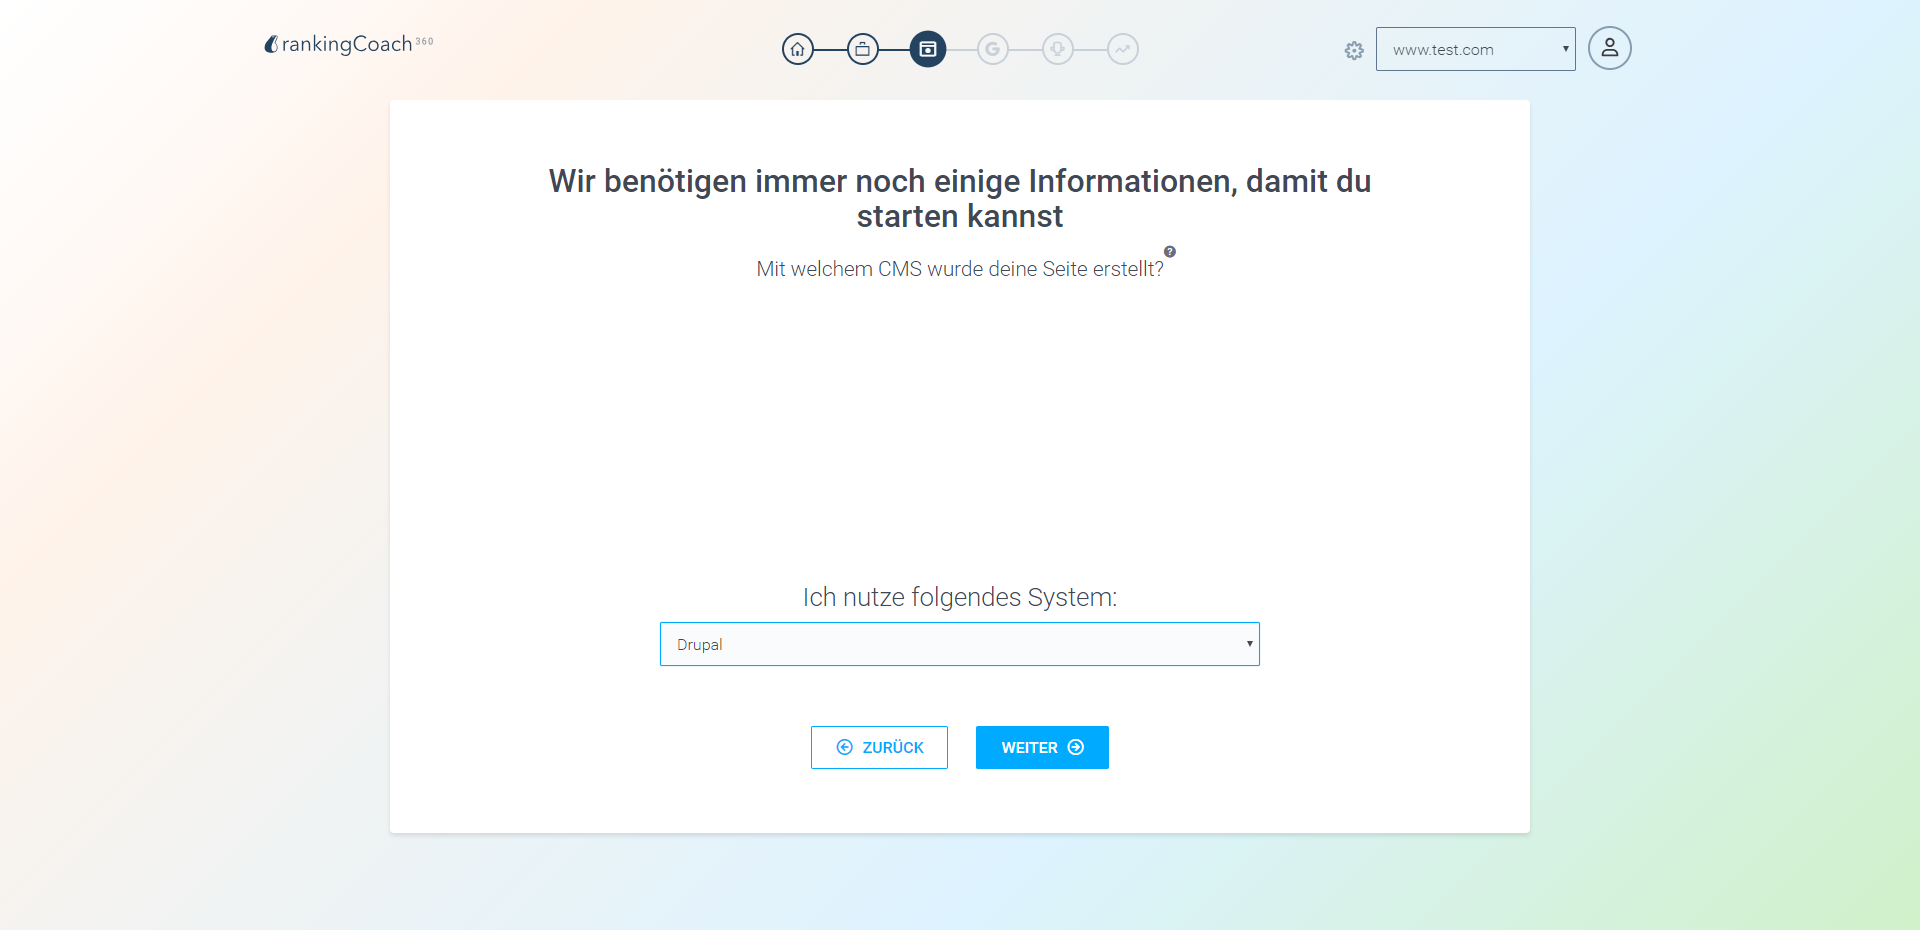 rankingCoach 360
www.test.com
Wir benötigen immer noch einige Informationen, damit du
starten kannst
Mit welchem CMS wurde deine Seite erstellt?
Ich nutze folgendes System:
Drupal
ZURÜCK
WEITER